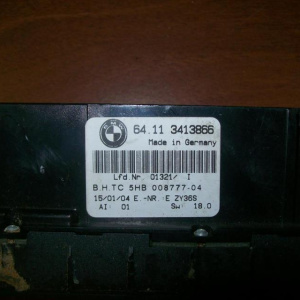 BMW
64.11 3413866
Made in Germany
Lfd.Nr. 01321/ I
B.H.TC 5HB 008777-04
15/01/04 E.-NR.:E ZY36S
AI: 01 Sw: 18.0